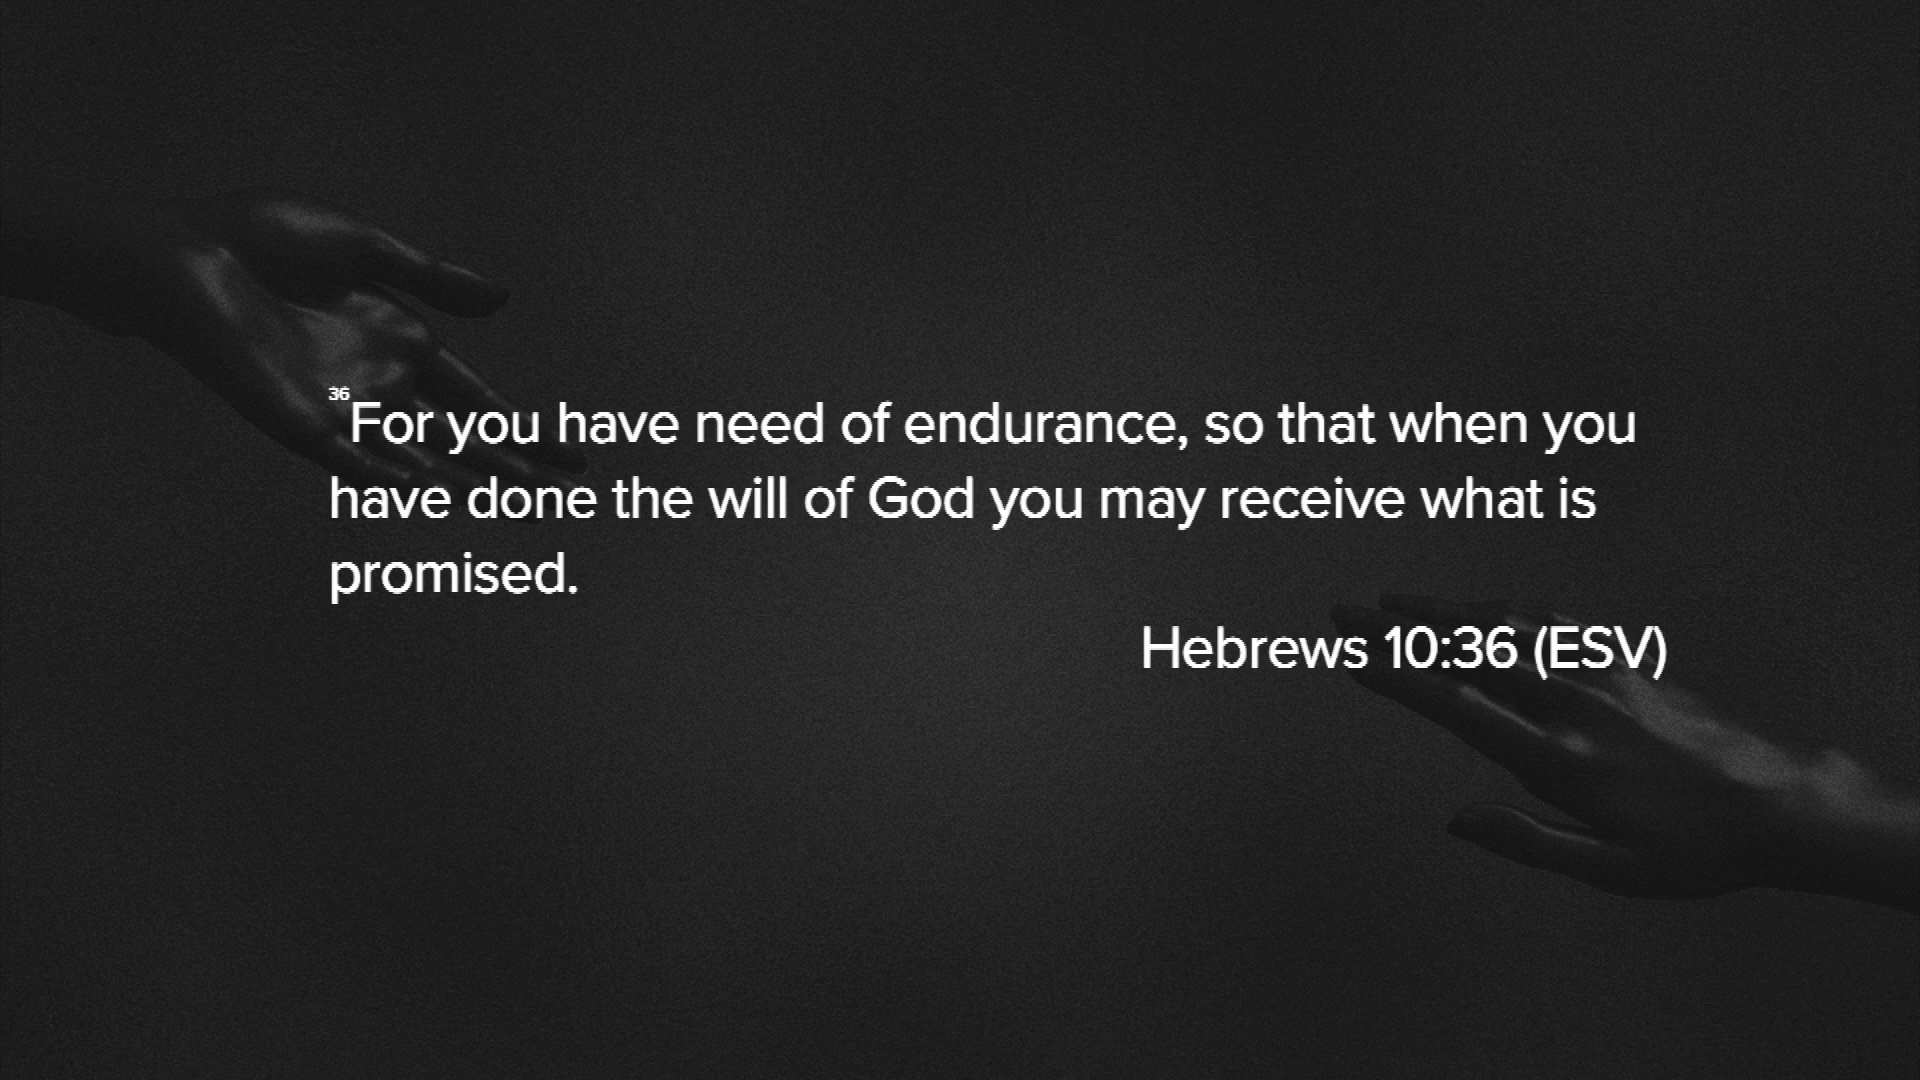 36For you have need of endurance, so that when you
have done the will of God you may receive what is
promised.
Hebrews 10:36 (ESV)